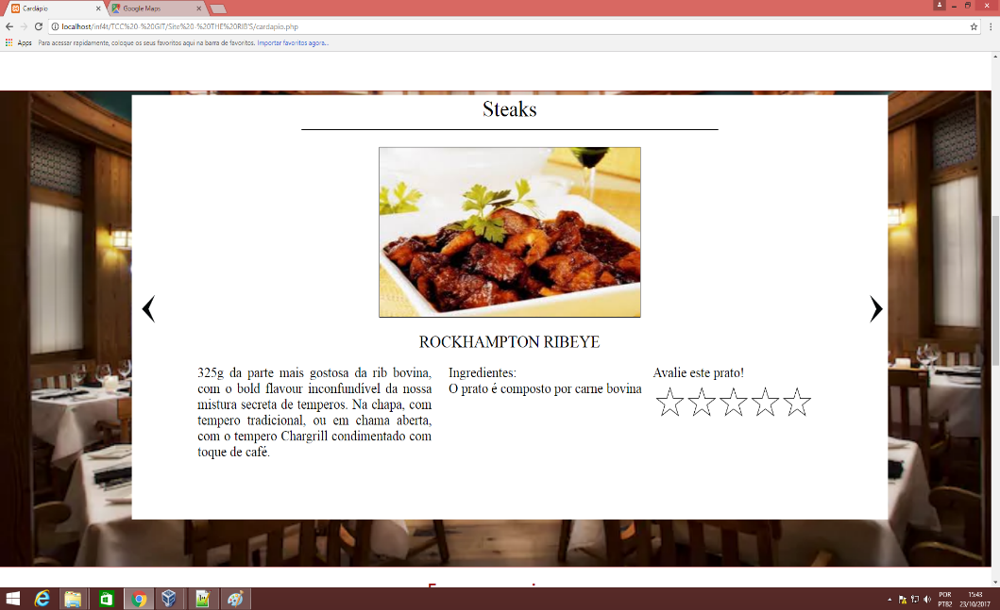 Cardápio
Google Maps
localhost/inf4t/TCC%20-%20GIT/Site%20-%20THE%20RIB'S/cardapio.php
Apps Para acessar rapidamente, coloque os seus favoritos aqui na barra de favoritos. Importar favoritos agora...
Steaks
ROCKHAMPTON RIBEYE
325g da parte mais gostosa da rib bovina,
com o bold flavour inconfundível da nossa
mistura secreta de temperos. Na chapa, com
tempero tradicional, ou em chama aberta,
com o tempero Chargrill condimentado com
toque de café.
Ingredientes:
O prato é composto por carne bovina
Avalie este prato!
POR
PTB2
15:43
23/10/2017